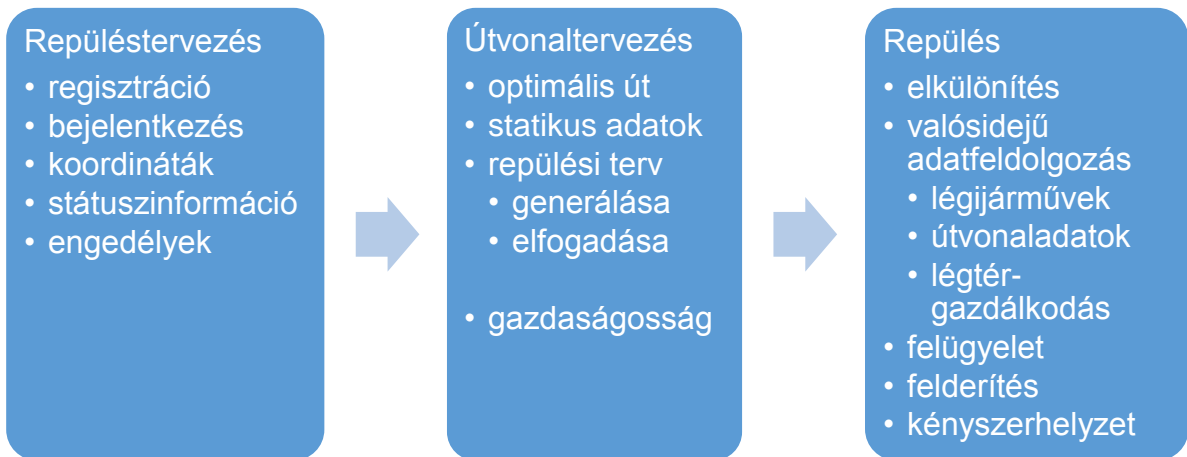 Repüléstervezés
• regisztráció
• bejelentkezés
• koordináták
• státuszinformáció
• engedélyek
Útvonaltervezés
• optimális út
• statikus adatok
• repülési terv
• generálása
• elfogadása
• gazdaságosság
Repülés
• elkülönítés
• valósidejű
adatfeldolgozás
• légijárművek
• útvonaladatok
• légtér-
gazdálkodás
• felügyelet
• felderítés
• kényszerhelyzet